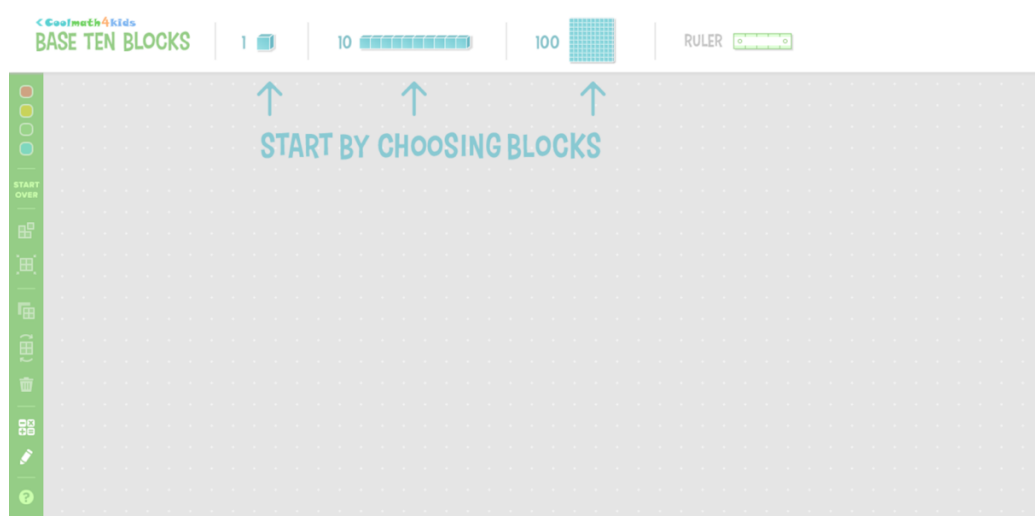 < Coolmath4kids
BASE TEN BLOCKS
1
10
100
RULER
START BY CHOOSING BLOCKS
START
OVER
?